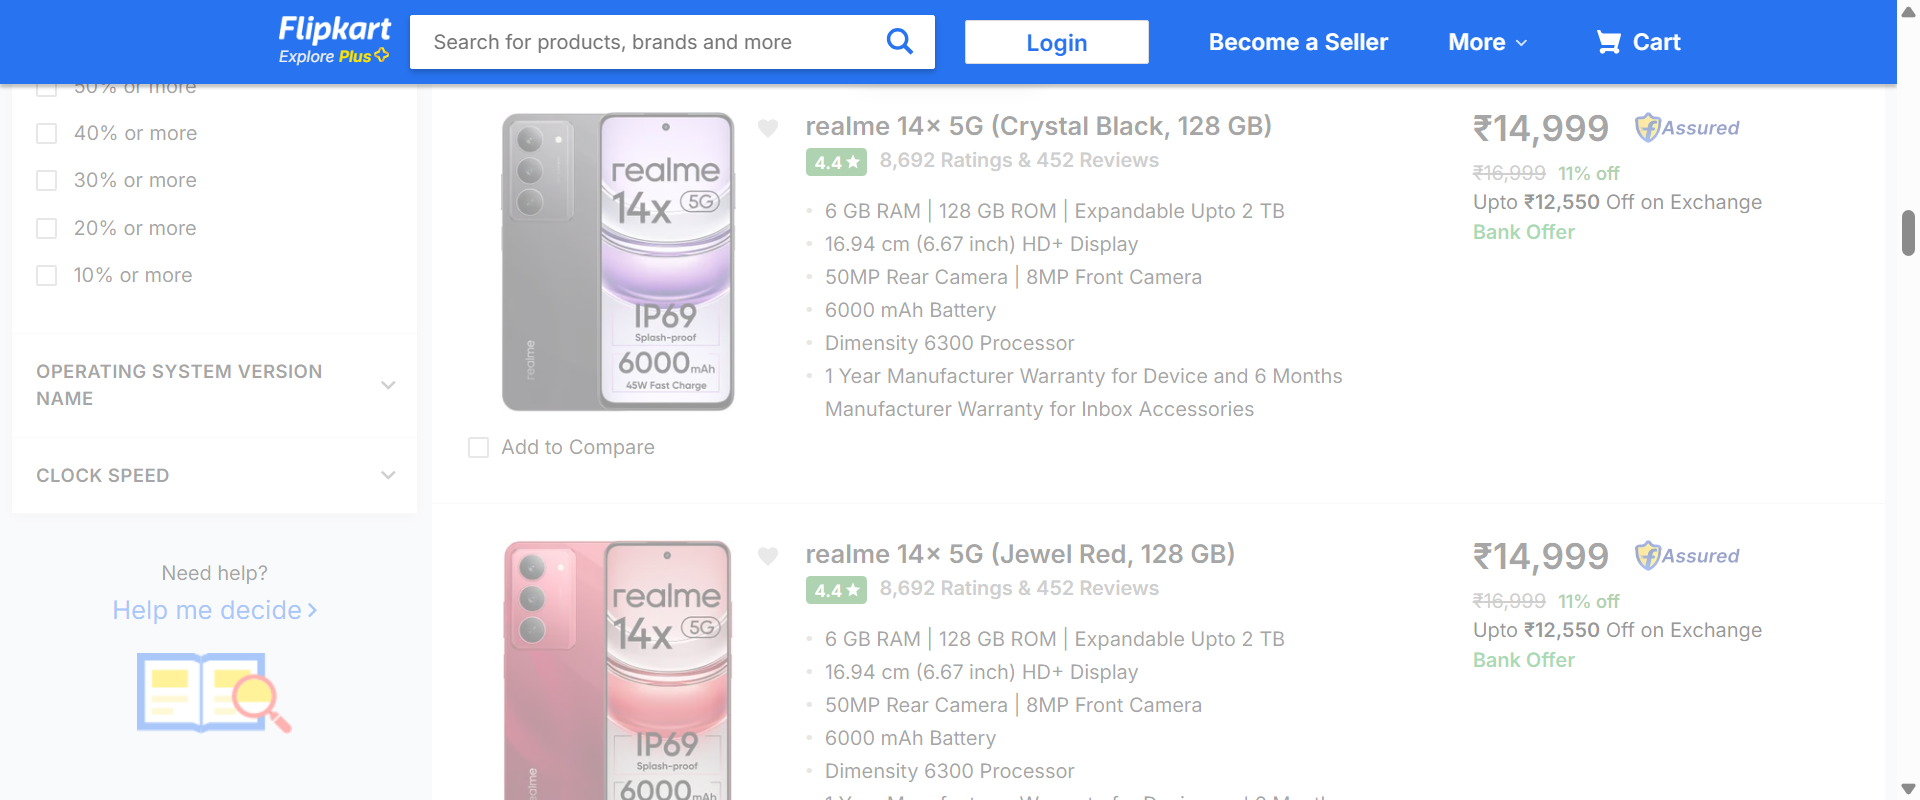 Flipkart
Explore Plus
Search for products, brands and more
Login
Become a Seller
More
Cart
50% or more
40% or more
30% or more
20% or more
10% or more
OPERATING SYSTEM VERSION
NAME
CLOCK SPEED
Need help?
Help me decide
realme
14x 5G
IP69
Splash-proof
6000mAh
45W Fast Charge
realme
Add to Compare
realme 14x 5G (Crystal Black, 128 GB)
4.4★ 8,692 Ratings & 452 Reviews
6 GB RAM | 128 GB ROM | Expandable Upto 2 TB
16.94 cm (6.67 inch) HD+ Display
50MP Rear Camera | 8MP Front Camera
6000 mAh Battery
Dimensity 6300 Processor
1 Year Manufacturer Warranty for Device and 6 Months
Manufacturer Warranty for Inbox Accessories
₹14,999 Assured
₹16,999 11% off
Upto ₹12,550 Off on Exchange
Bank Offer
realme
14x 5G
IP69
Splash-proof
6000mAh
realme
realme 14x 5G (Jewel Red, 128 GB)
4.4★ 8,692 Ratings & 452 Reviews
6 GB RAM | 128 GB ROM | Expandable Upto 2 TB
16.94 cm (6.67 inch) HD+ Display
50MP Rear Camera | 8MP Front Camera
6000 mAh Battery
Dimensity 6300 Processor
₹14,999 Assured
₹16,999 11% off
Upto ₹12,550 Off on Exchange
Bank Offer